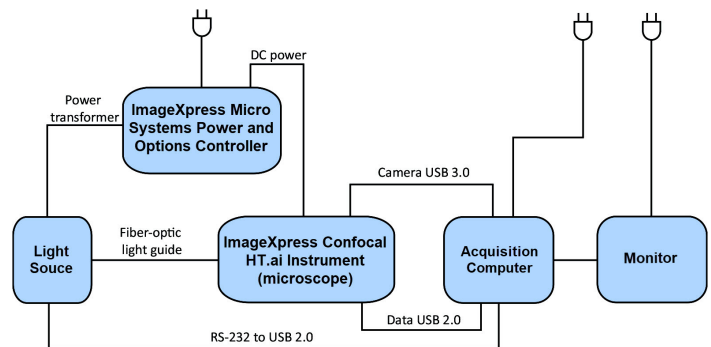 DC power
Power
transformer
ImageXpress Micro
Systems Power and
Options Controller
Camera USB 3.0
Fiber-optic
light guide
Light
Souce
ImageXpress Confocal
HT.ai Instrument
(microscope)
Acquisition
Computer
Monitor
Data USB 2.0
RS-232 to USB 2.0